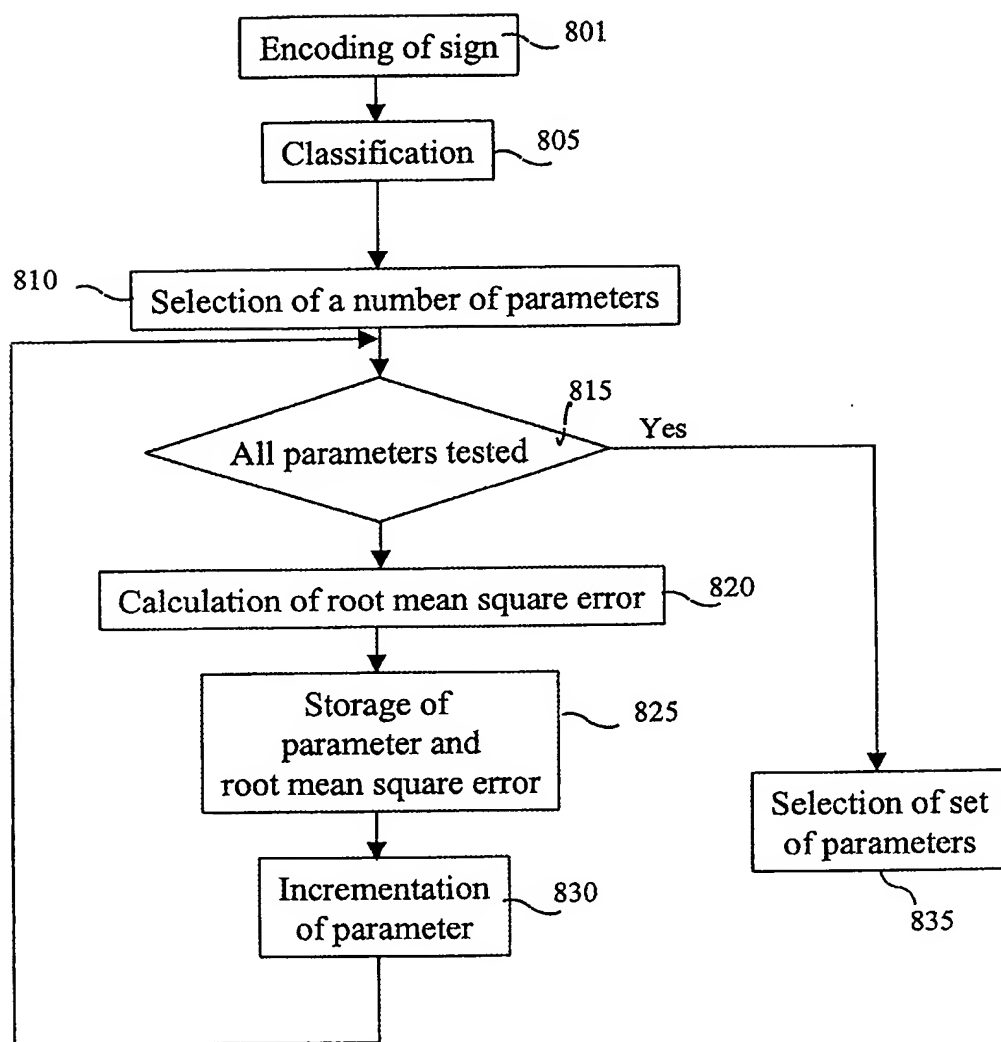 Encoding of sign
801
Classification
805
810
Selection of a number of parameters
815
All parameters tested
Yes
Calculation of root mean square error
820
Storage of
parameter and
root mean square error
825
Selection of set
of parameters
835
Incrementation
of parameter
830